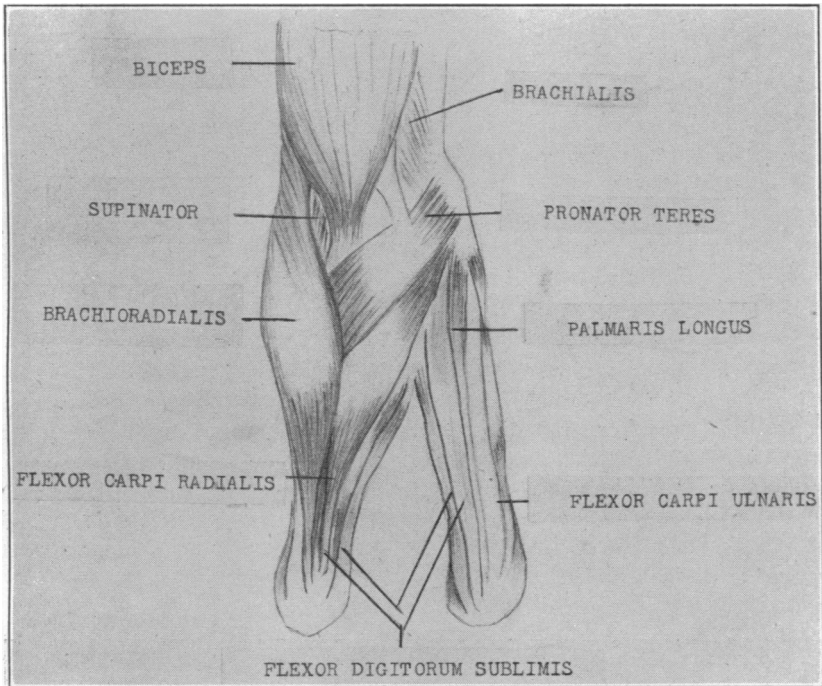 BICEPS
BRACHIALIS
SUPINATOR
PRONATOR TERES
BRACHIORADIALIS
PALMARIS LONGUS
FLEXOR CARPI RADIALIS
FLEXOR CARPI ULNARIS
FLEXOR DIGITORUM SUBLIMIS